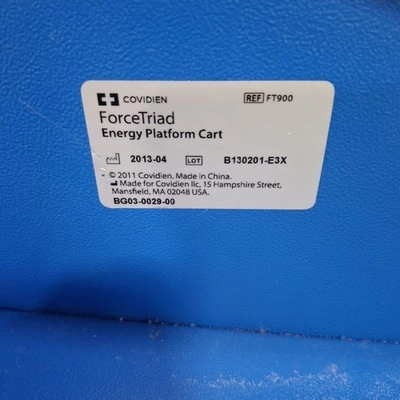 COVIDIEN
REF FT900
ForceTriad
Energy Platform Cart
2013-04 LOT B130201-E3X
© 2011 Covidien. Made in China.
Made for Covidien llc, 15 Hampshire Street,
Mansfield, MA 02048 USA.
BG03-0029-00